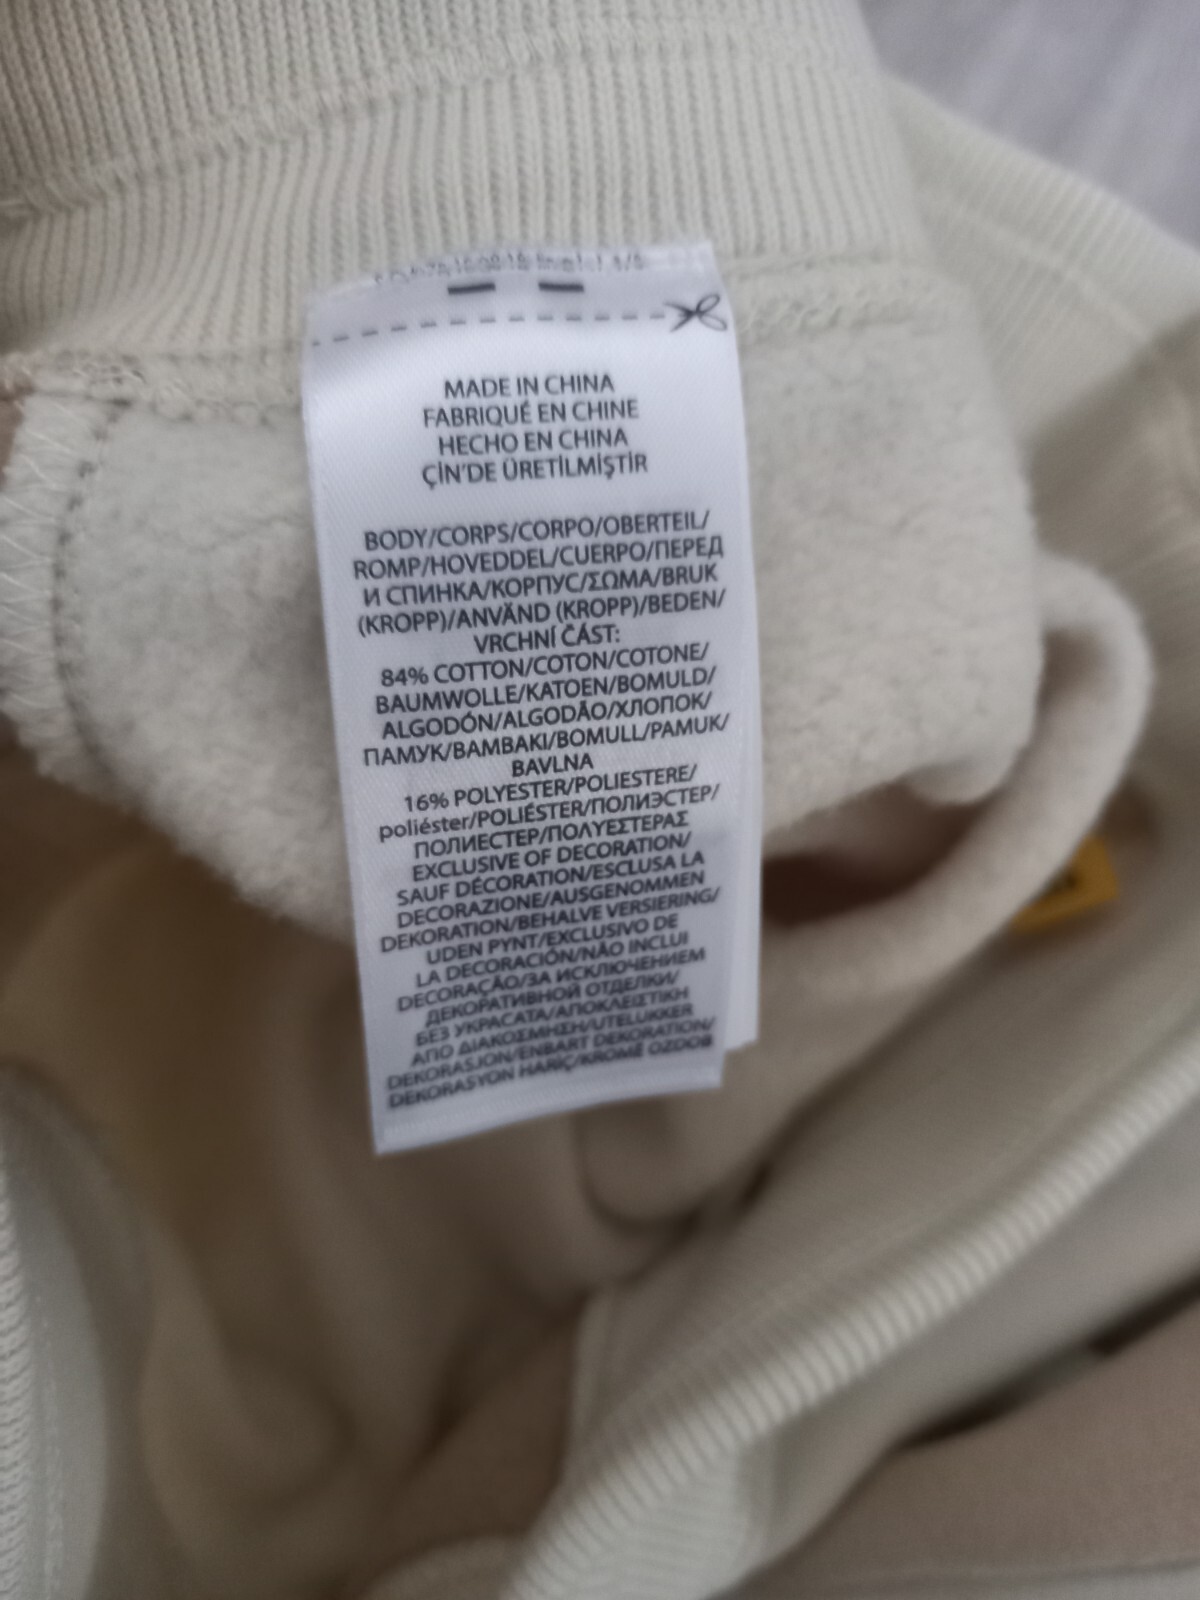 MADE IN CHINA
FABRIQUÉ EN CHINE
HECHO EN CHINA
ÇİN'DE ÜRETİLMİŞTİR
BODY/CORPS/CORPO/OBERTEIL/
ROMP/HOVEDDEL/CUERPO/ПЕРЕД
И СПИНКА/КОРПУС/ΣΩΜΑ/BRUK
(KROPP)/ANVÄND (KROPP)/BEDEN/
VRCHNÍ ČÁST:
84% COTTON/COTON/COTONE/
BAUMWOLLE/KATOEN/BOMULD/
ALGODÓN/ALGODÃO/ХЛОПОК/
ПАМУК/BAMBAKI/BOMULL/PAMUK/
BAVLNA
16% POLYESTER/POLIESTERE/
poliéster/POLIÉSTER/ПОЛИЭСТЕР/
ПОЛИЕСТЕР/ΠΟΛΥΕΣΤΕΡΑΣ
EXCLUSIVE OF DECORATION/
SAUF DÉCORATION/ESCLUSA LA
DECORAZIONE/AUSGENOMMEN
DEKORATION/BEHALVE VERSIERING/
UDEN PYNT/EXCLUSIVO DE
LA DECORACIÓN/NÃO INCLUI
DECORAÇÃO/ЗА ИСКЛЮЧЕНИЕМ
ДЕКОРАТИВНОЙ ОТДЕЛКИ/
БЕЗ УКРАСАТА/ΑΠΟΚΛΕΙΣΤΙΚΗ
ΑΠΟ ΔΙΑΚΟΣΜΗΣΗ/UTELUKKER
DEKORASJON/ENBART DEKORATION/
DEKORASYON HARİÇ/KROMĚ OZDOB